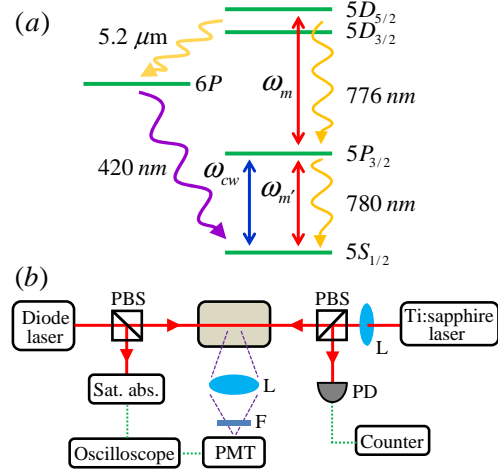 (a)
5D5/2
5D3/2
5.2 μm
6P
ωm
776 nm
5P3/2
420 nm
ωcw
ωm'
780 nm
5S1/2
(b)
PBS
PBS
Diode
laser
Ti:sapphire
laser
L
Sat. abs.
L
PD
F
Oscilloscope
PMT
Counter